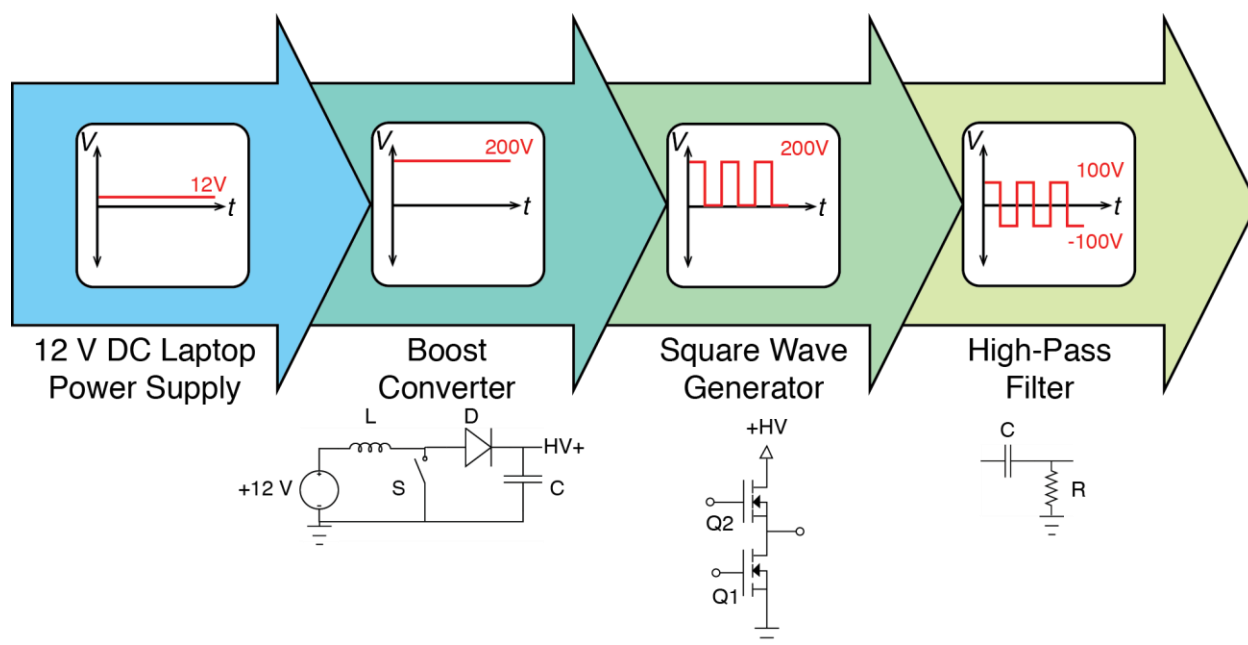 V
12V
t
V
200V
t
V
200V
t
V
100V
t
-100V
12 V DC Laptop
Power Supply
Boost
Converter
Square Wave
Generator
High-Pass
Filter
L
D
HV+
+12 V
S
C
+HV
Q2
Q1
C
R